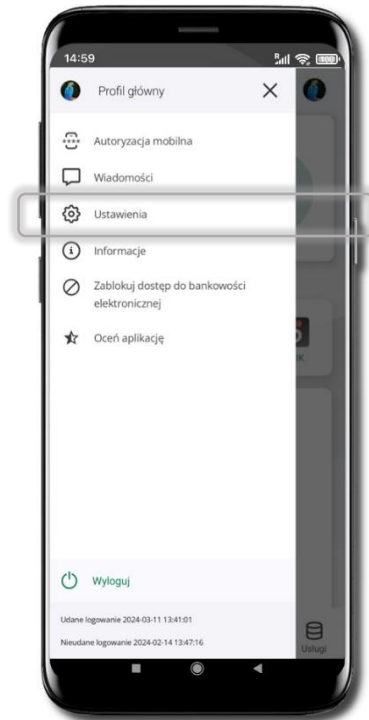 14:59
Profil główny
Autoryzacja mobilna
Wiadomości
Ustawienia
Informacje
Zablokuj dostęp do bankowości
elektronicznej
Oceń aplikację
Wyloguj
Udane logowanie 2024-03-11 13:41:01
Nieudane logowanie 2024-02-14 13:47:16
Usługi